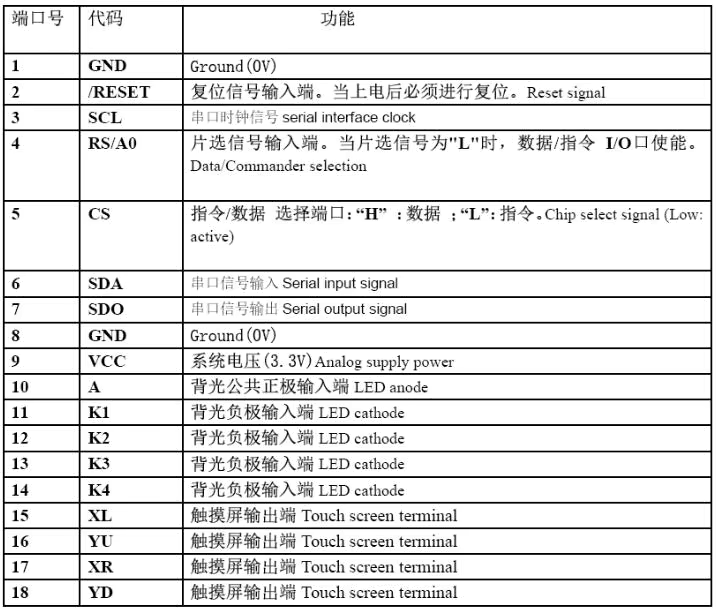 端口号 代码 功能
1 GND Ground(0V)
2 /RESET 复位信号输入端。当上电后必须进行复位。Reset signal
3 SCL 串口时钟信号 serial interface clock
4 RS/A0 片选信号输入端。当片选信号为"L"时，数据/指令 I/O口使能。
Data/Commander selection
5 CS 指令/数据 选择端口：“H” ：数据 ；“L”：指令。Chip select signal (Low:
active)
6 SDA 串口信号输入 Serial input signal
7 SDO 串口信号输出 Serial output signal
8 GND Ground(0V)
9 VCC 系统电压(3.3V) Analog supply power
10 A 背光公共正极输入端 LED anode
11 K1 背光负极输入端 LED cathode
12 K2 背光负极输入端 LED cathode
13 K3 背光负极输入端 LED cathode
14 K4 背光负极输入端 LED cathode
15 XL 触摸屏输出端 Touch screen terminal
16 YU 触摸屏输出端 Touch screen terminal
17 XR 触摸屏输出端 Touch screen terminal
18 YD 触摸屏输出端 Touch screen terminal